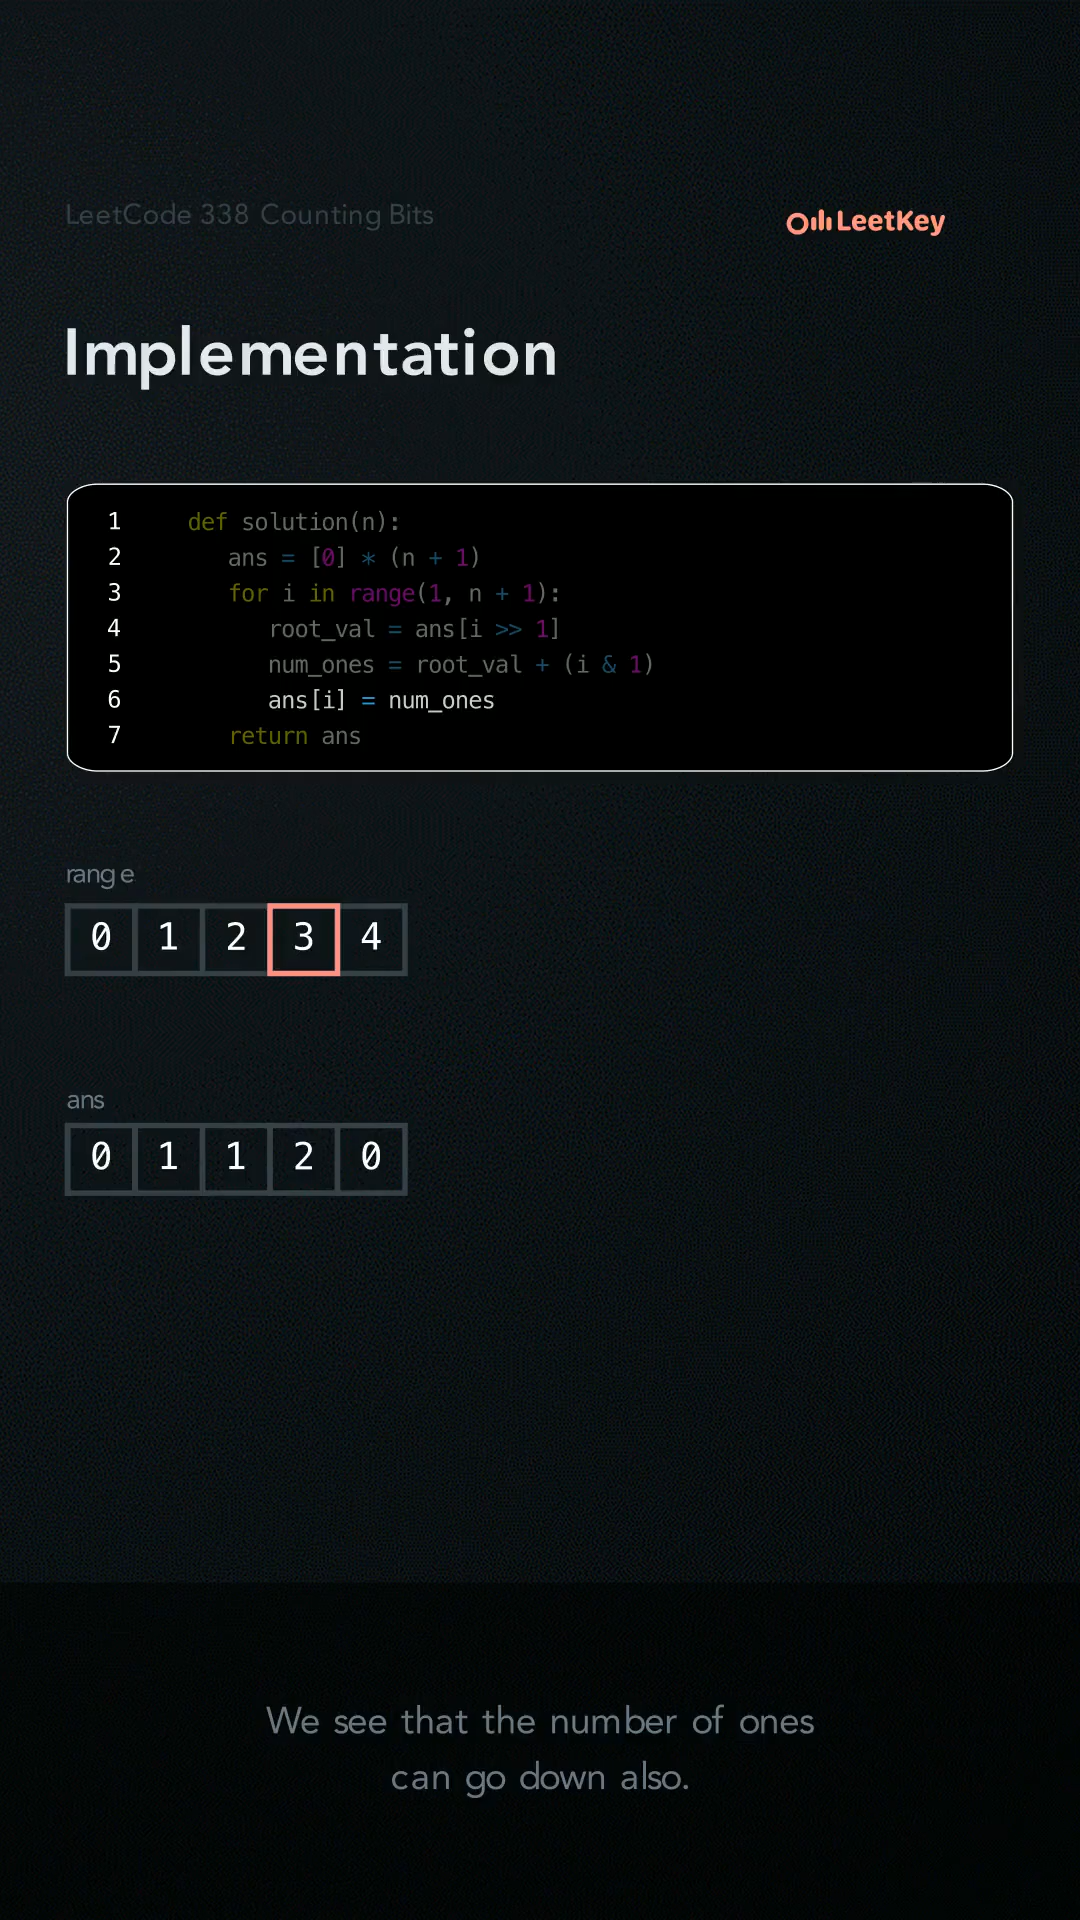 LeetCode 338 Counting Bits
LeetKey
Implementation
1 def solution(n):
2 ans = [0] * (n + 1)
3 for i in range(1, n + 1):
4 root_val = ans[i >> 1]
5 num_ones = root_val + (i & 1)
6 ans[i] = num_ones
7 return ans
range
0 1 2 3 4
ans
0 1 1 2 0
We see that the number of ones
can go down also.